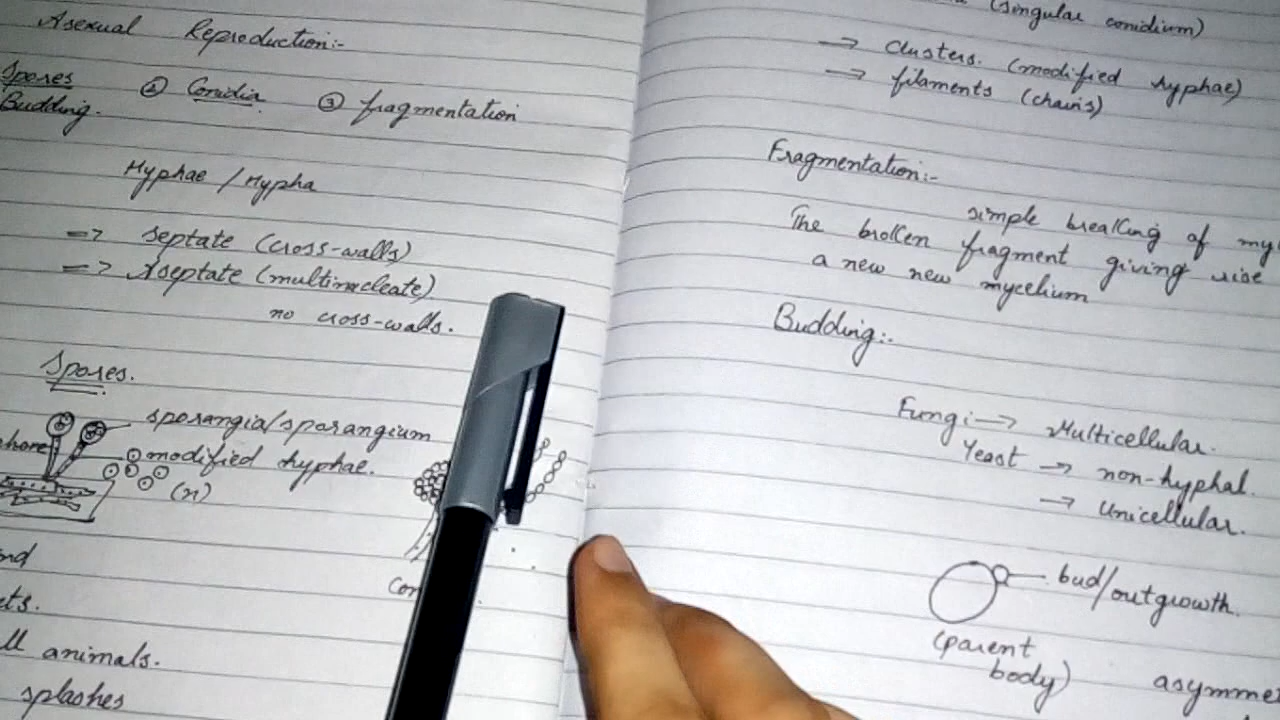 Asexual Reproduction:-
Spores ② Conidia ③ fragmentation
Budding.
Hyphae / Hypha
=> septate (cross-walls)
=> Aseptate (multinucleate)
no cross-walls.
Spores.
sporangia/sporangium
modified hyphae.
(n)
animals.
splashes
(singular conidium)
→ clusters. (modified hyphae)
→ filaments (chains)
Fragmentation:-
simple breaking of
The broken fragment giving rise
a new new mycelium
Budding:-
Fungi → Multicellular.
Yeast → non-hyphal.
→ Unicellular.
bud/outgrowth.
(parent
body)